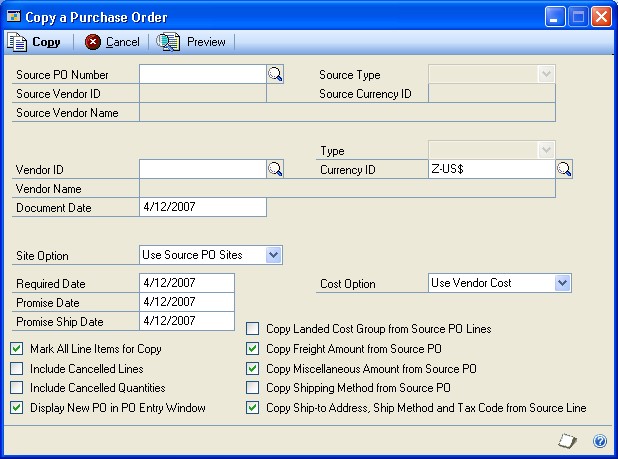 Copy a Purchase Order
Copy Cancel Preview
Source PO Number Source Type
Source Vendor ID Source Currency ID
Source Vendor Name
Type
Vendor ID Currency ID Z-US$
Vendor Name
Document Date 4/12/2007
Site Option Use Source PO Sites
Required Date 4/12/2007 Cost Option Use Vendor Cost
Promise Date 4/12/2007
Promise Ship Date 4/12/2007
Copy Landed Cost Group from Source PO Lines
Mark All Line Items for Copy Copy Freight Amount from Source PO
Include Cancelled Lines Copy Miscellaneous Amount from Source PO
Include Cancelled Quantities Copy Shipping Method from Source PO
Display New PO in PO Entry Window Copy Ship-to Address, Ship Method and Tax Code from Source Line